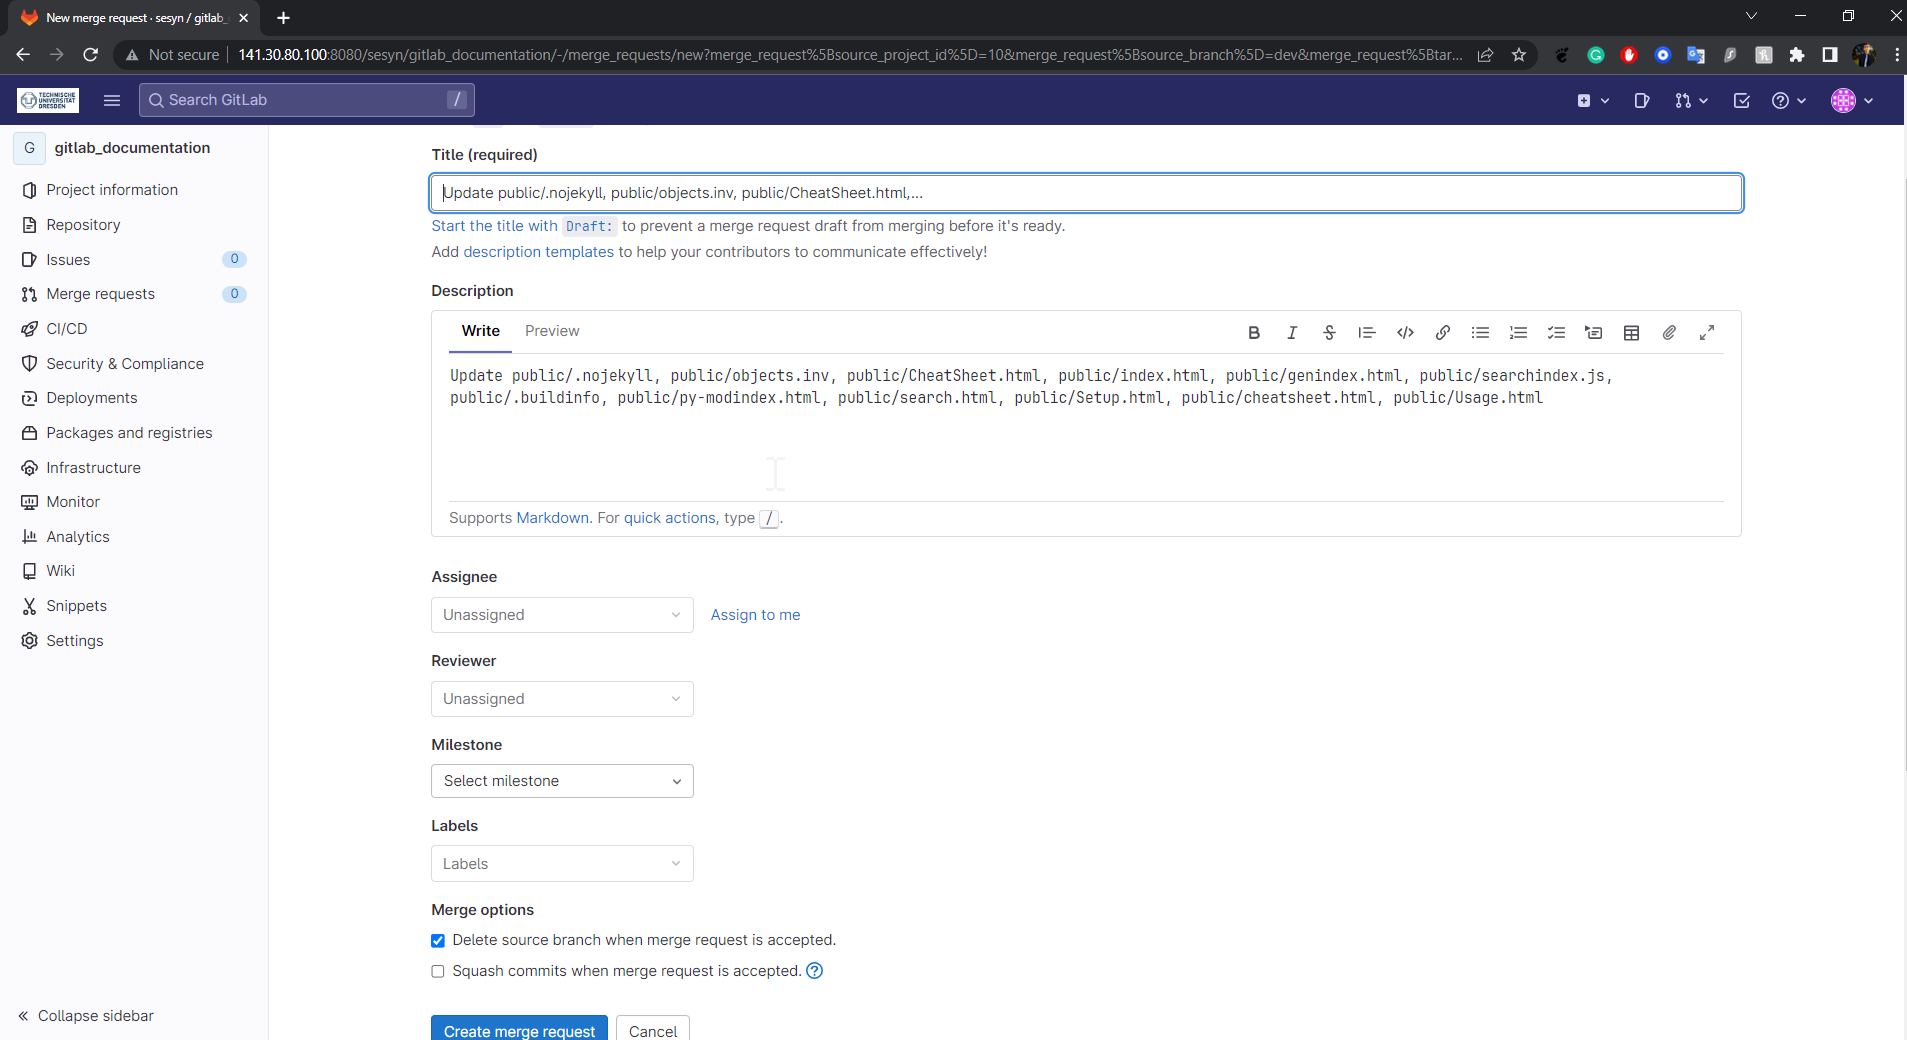 New merge request · sesyn / gitlab_
Not secure
141.30.80.100:8080/sesyn/gitlab_documentation/-/merge_requests/new?merge_request%5Bsource_project_id%5D=10&merge_request%5Bsource_branch%5D=dev&merge_request%5Btar...
TECHNISCHE
UNIVERSITÄT
DRESDEN
Search GitLab
/
G
gitlab_documentation
Project information
Repository
Issues
0
Merge requests
0
CI/CD
Security & Compliance
Deployments
Packages and registries
Infrastructure
Monitor
Analytics
Wiki
Snippets
Settings
Collapse sidebar
Title (required)
Update public/.nojekyll, public/objects.inv, public/CheatSheet.html,...
Start the title with Draft: to prevent a merge request draft from merging before it's ready.
Add description templates to help your contributors to communicate effectively!
Description
Write
Preview
Update public/.nojekyll, public/objects.inv, public/CheatSheet.html, public/index.html, public/genindex.html, public/searchindex.js,
public/.buildinfo, public/py-modindex.html, public/search.html, public/Setup.html, public/cheatsheet.html, public/Usage.html
Supports Markdown. For quick actions, type /.
Assignee
Unassigned
Assign to me
Reviewer
Unassigned
Milestone
Select milestone
Labels
Labels
Merge options
Delete source branch when merge request is accepted.
Squash commits when merge request is accepted.
Create merge request
Cancel